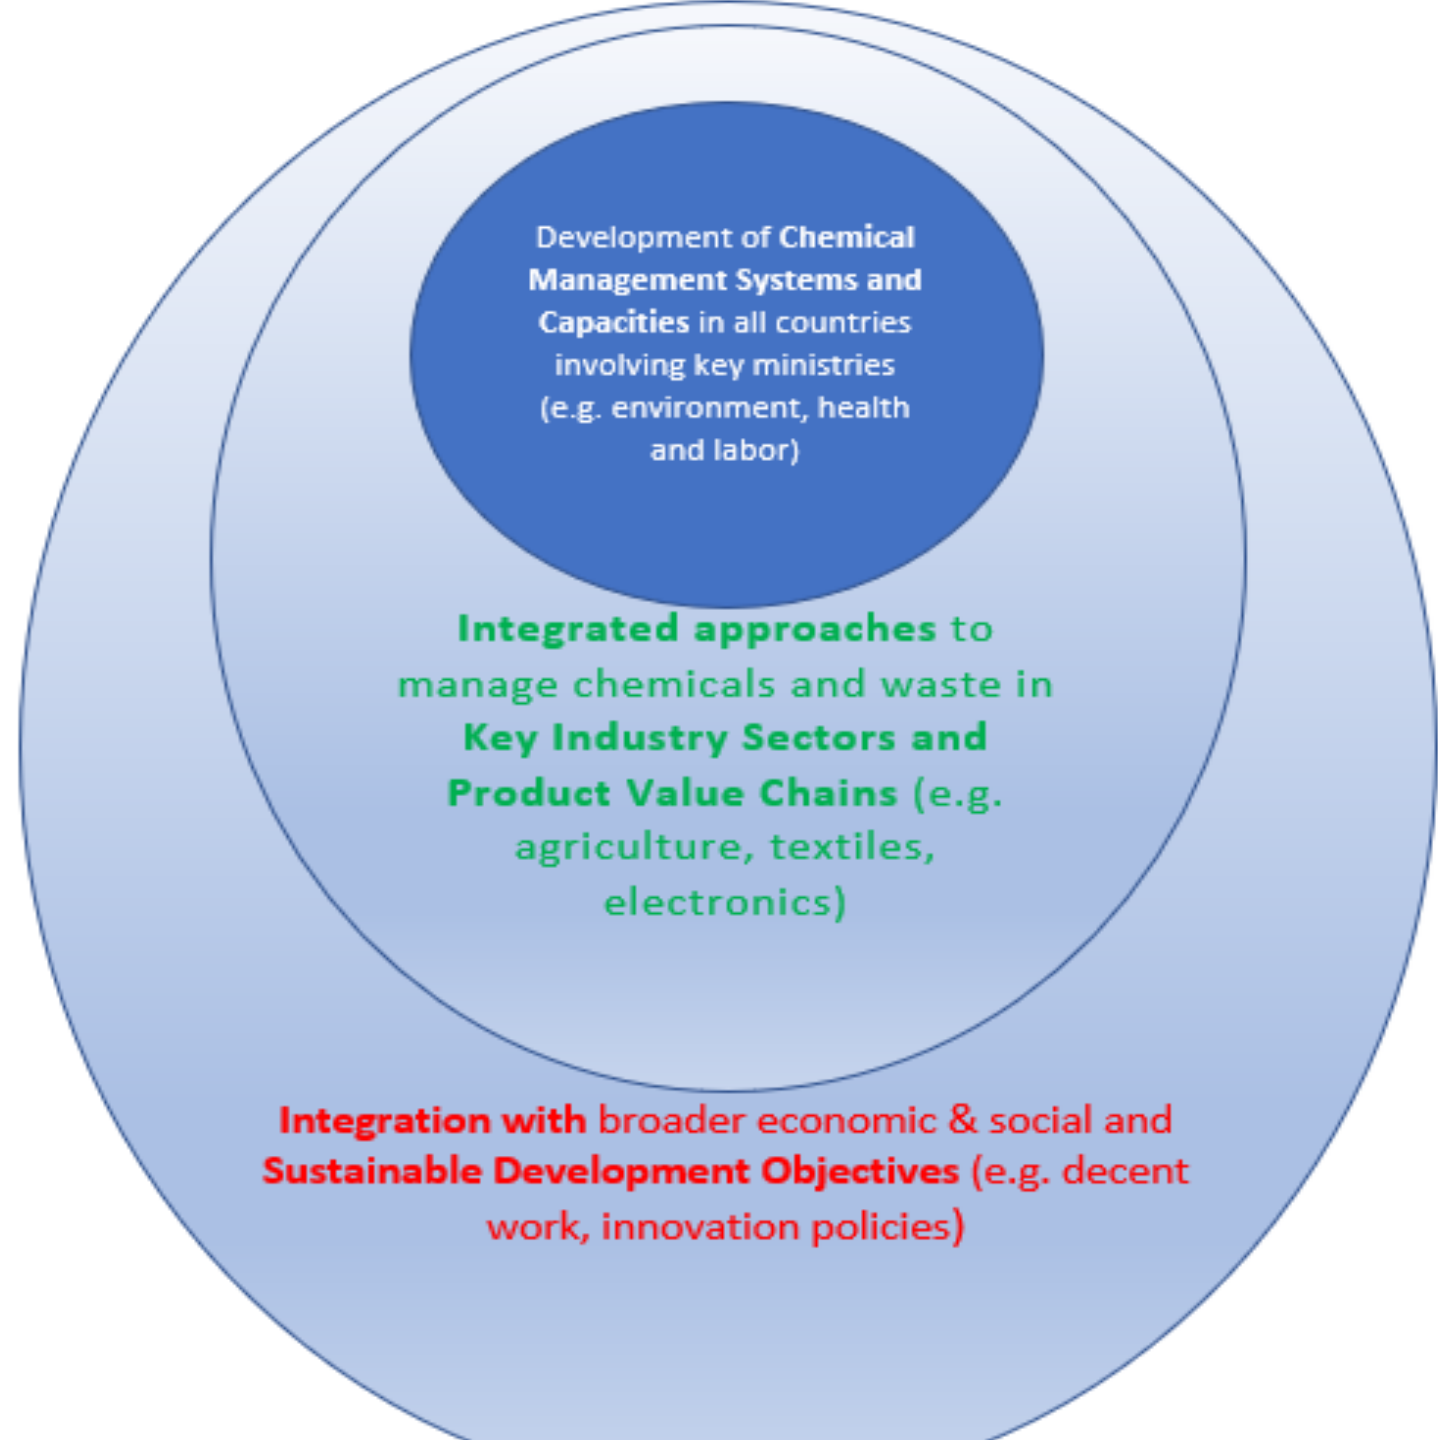 Development of Chemical
Management Systems and
Capacities in all countries
involving key ministries
(e.g. environment, health
and labor)
Integrated approaches to
manage chemicals and waste in
Key Industry Sectors and
Product Value Chains (e.g.
agriculture, textiles,
electronics)
Integration with broader economic & social and
Sustainable Development Objectives (e.g. decent
work, innovation policies)